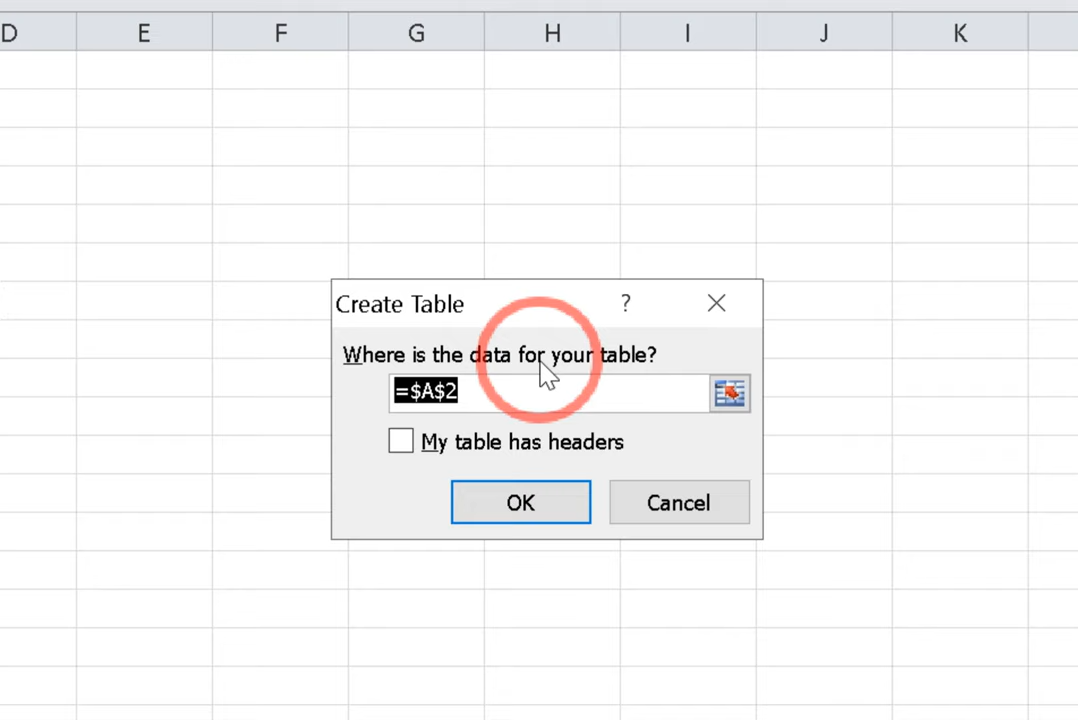 D E F G H I J K
Create Table ?
Where is the data for your table?
=$A$2
My table has headers
OK Cancel